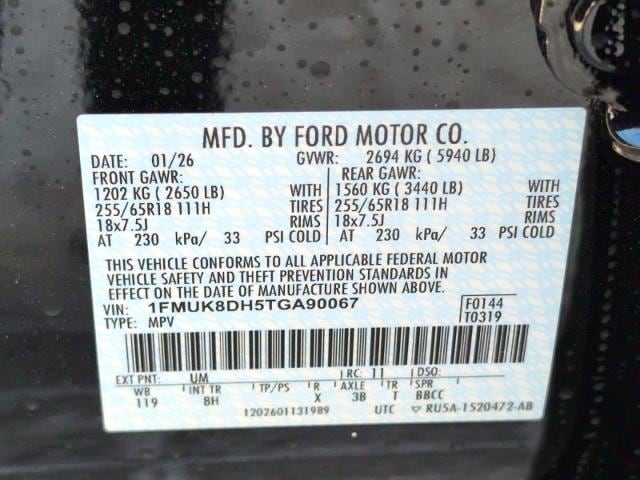 MFD. BY FORD MOTOR CO.
DATE: 01/26 GVWR: 2694 KG ( 5940 LB)
FRONT GAWR: REAR GAWR:
1202 KG ( 2650 LB) WITH 1560 KG ( 3440 LB) WITH
255/65R18 111H TIRES 255/65R18 111H TIRES
18x7.5J RIMS 18x7.5J RIMS
AT 230 kPa/ 33 PSI COLD AT 230 kPa/ 33 PSI COLD
THIS VEHICLE CONFORMS TO ALL APPLICABLE FEDERAL MOTOR
VEHICLE SAFETY AND THEFT PREVENTION STANDARDS IN
EFFECT ON THE DATE OF MANUFACTURE SHOWN ABOVE.
VIN: 1FMUK8DH5TGA90067 F0144
TYPE: MPV T0319
EXT PNT: UM RC: 11 DSO:
WB INT TR TP/PS R AXLE TR SPR
119 8H X 3B T BBCC
1202601131989 UTC ▽ RU5A-1520472-AB